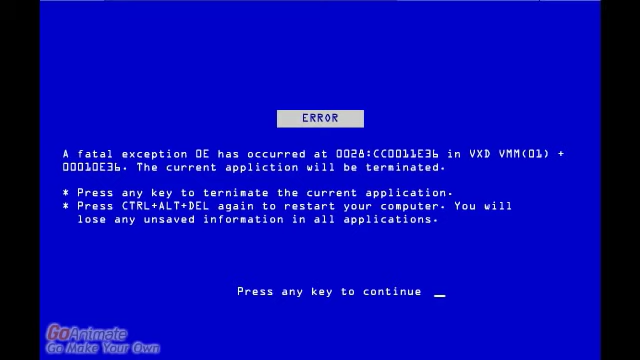 ERROR
A fatal exception 0E has occurred at 0028:CC0011E36 in VXD VMM(01) +
00010E36. The current appliction will be terminated.
* Press any key to ternimate the current application.
* Press CTRL+ALT+DEL again to restart your computer. You will
lose any unsaved information in all applications.
Press any key to continue _
GoAnimate
Go Make Your Own